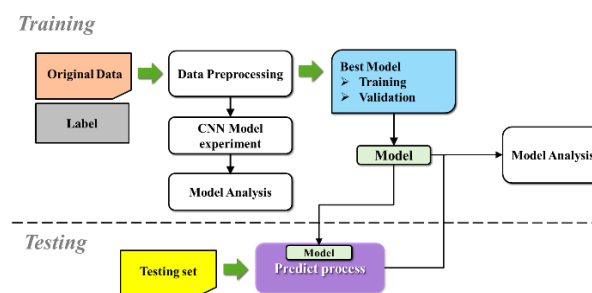 Training
Original Data
Label
Data Preprocessing
CNN Model
experiment
Model Analysis
Best Model
➢ Training
➢ Validation
Model
Model Analysis
Testing
Testing set
Model
Predict process